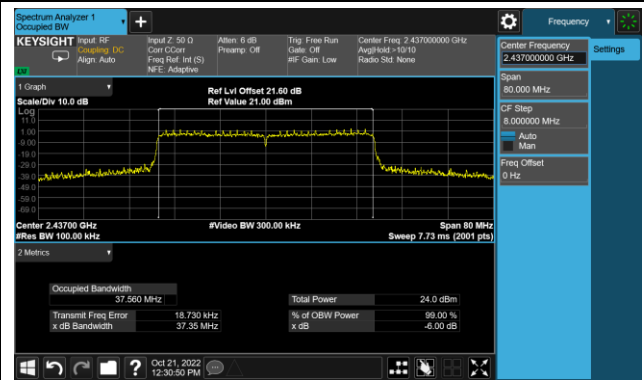 Spectrum Analyzer 1
Occupied BW
Frequency
KEYSIGHT
Input: RF
Coupling: DC
Align: Auto
Input Z: 50 Ω
Corr CCorr
Freq Ref: Int (S)
NFE: Adaptive
Atten: 6 dB
Preamp: Off
Trig: Free Run
Gate: Off
#IF Gain: Low
Center Freq: 2.437000000 GHz
Avg|Hold:>10/10
Radio Std: None
1 Graph
Scale/Div 10.0 dB
Ref Lvl Offset 21.60 dB
Ref Value 21.00 dBm
Log
11.0
1.00
-9.00
-19.0
-29.0
-39.0
-49.0
-59.0
-69.0
Center 2.43700 GHz
#Res BW 100.00 kHz
#Video BW 300.00 kHz
Span 80 MHz
Sweep 7.73 ms (2001 pts)
2 Metrics
Occupied Bandwidth
37.560 MHz
Transmit Freq Error 18.730 kHz
x dB Bandwidth 37.35 MHz
Total Power 24.0 dBm
% of OBW Power 99.00 %
x dB -6.00 dB
Center Frequency
2.437000000 GHz
Settings
Span
80.000 MHz
CF Step
8.000000 MHz
Auto
Man
Freq Offset
0 Hz
?
Oct 21, 2022
12:30:50 PM